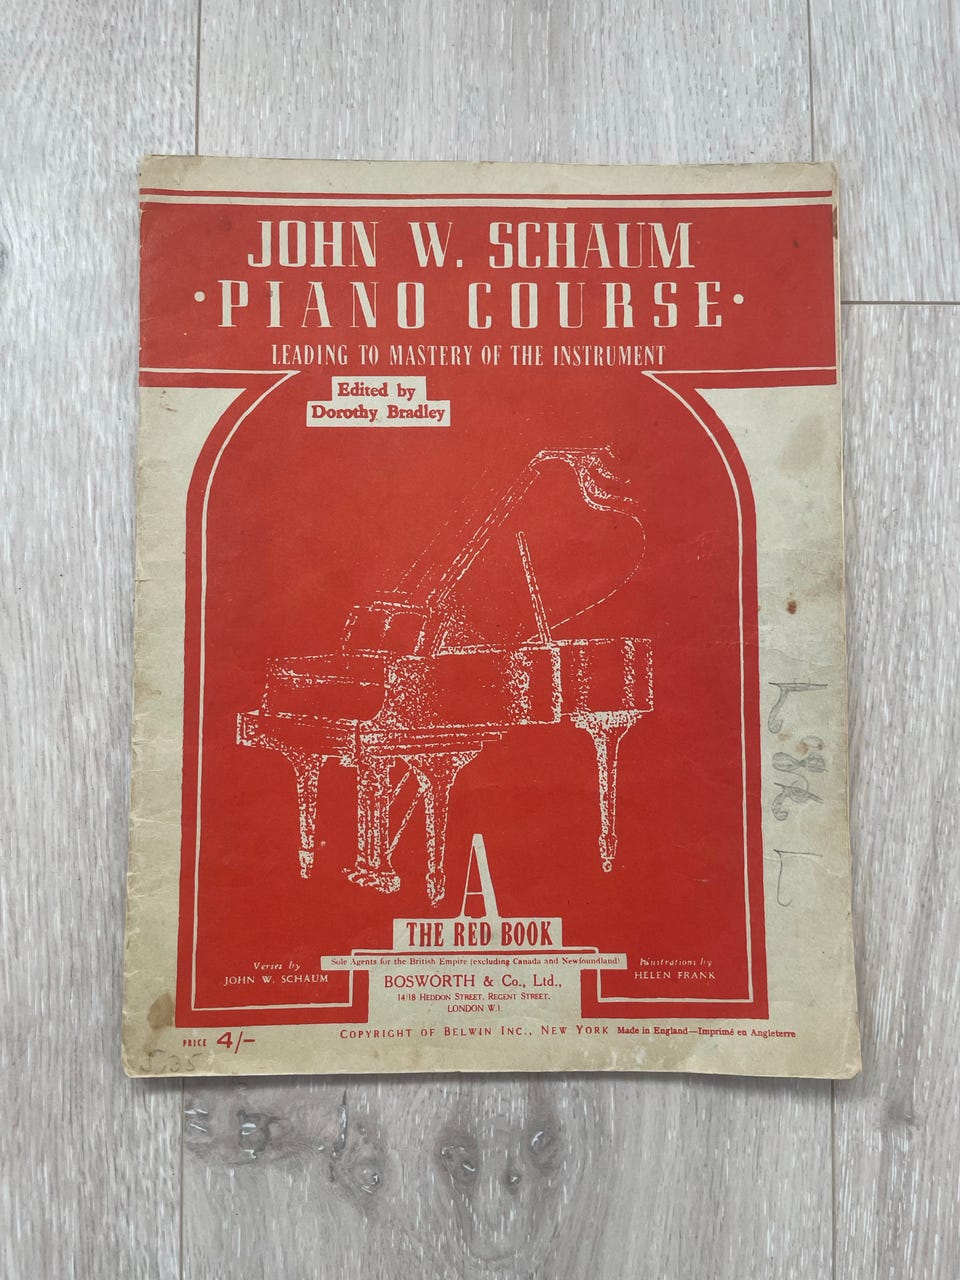 JOHN W. SCHAUM
·PIANO COURSE·
LEADING TO MASTERY OF THE INSTRUMENT
Edited by
Dorothy Bradley
A
THE RED BOOK
Sole Agents for the British Empire (excluding Canada and Newfoundland)
Verses by
JOHN W. SCHAUM
BOSWORTH & Co., Ltd.,
14/18 HEDDON STREET, REGENT STREET,
LONDON W.1.
Illustrations by
HELEN FRANK
PRICE 4/-
COPYRIGHT OF BELWIN INC., NEW YORK Made in England—Imprimé en Angleterre